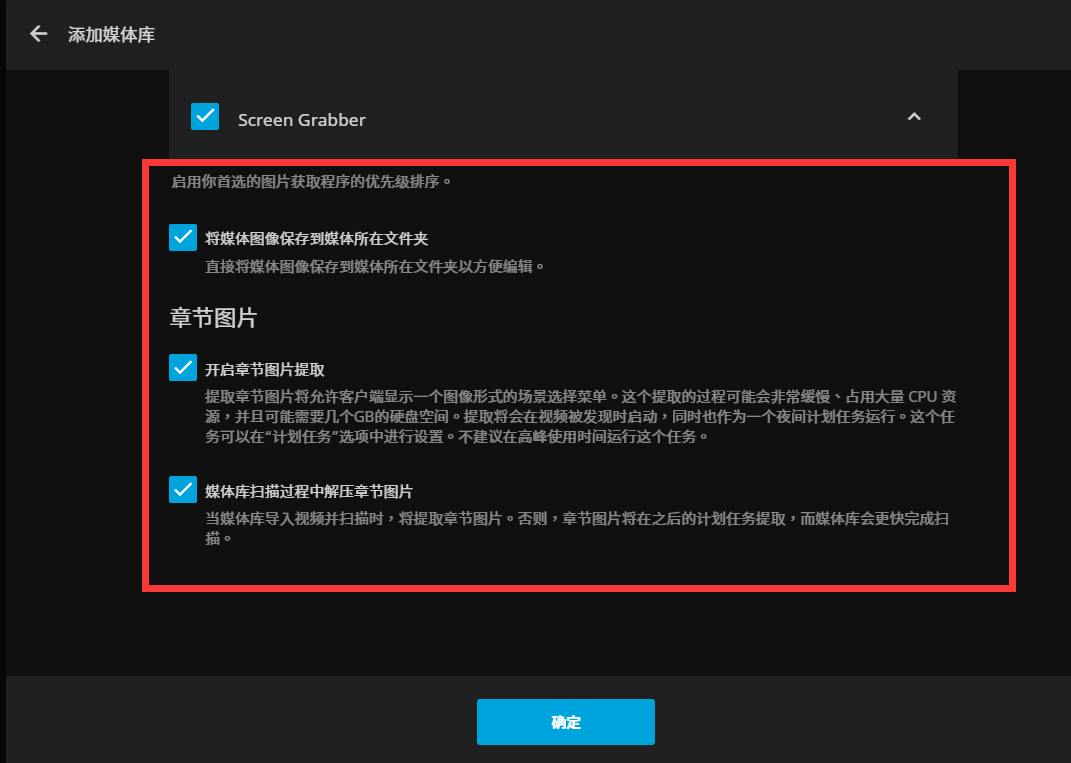 添加媒体库
Screen Grabber
启用你首选的图片获取程序的优先级排序。
将媒体图像保存到媒体所在文件夹
直接将媒体图像保存到媒体所在文件夹以方便编辑。
章节图片
开启章节图片提取
提取章节图片将允许客户端显示一个图像形式的场景选择菜单。这个提取的过程可能会非常缓慢、占用大量 CPU 资
源，并且可能需要几个GB的硬盘空间。提取将会在视频被发现时启动，同时也作为一个夜间计划任务运行。这个任
务可以在“计划任务”选项中进行设置。不建议在高峰使用时间运行这个任务。
媒体库扫描过程中解压章节图片
当媒体库导入视频并扫描时，将提取章节图片。否则，章节图片将在之后的计划任务提取，而媒体库会更快完成扫
描。
确定